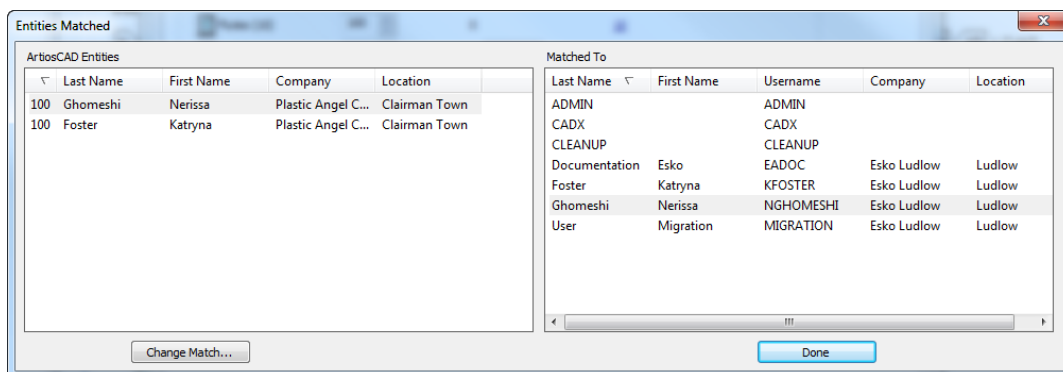 Entities Matched
ArtiosCAD Entities
Last Name First Name Company Location
100 Ghomeshi Nerissa Plastic Angel C... Clairman Town
100 Foster Katryna Plastic Angel C... Clairman Town
Change Match...
Matched To
Last Name First Name Username Company Location
ADMIN ADMIN
CADX CADX
CLEANUP CLEANUP
Documentation Esko EADOC Esko Ludlow Ludlow
Foster Katryna KFOSTER Esko Ludlow Ludlow
Ghomeshi Nerissa NGHOMESHI Esko Ludlow Ludlow
User Migration MIGRATION Esko Ludlow Ludlow
Done